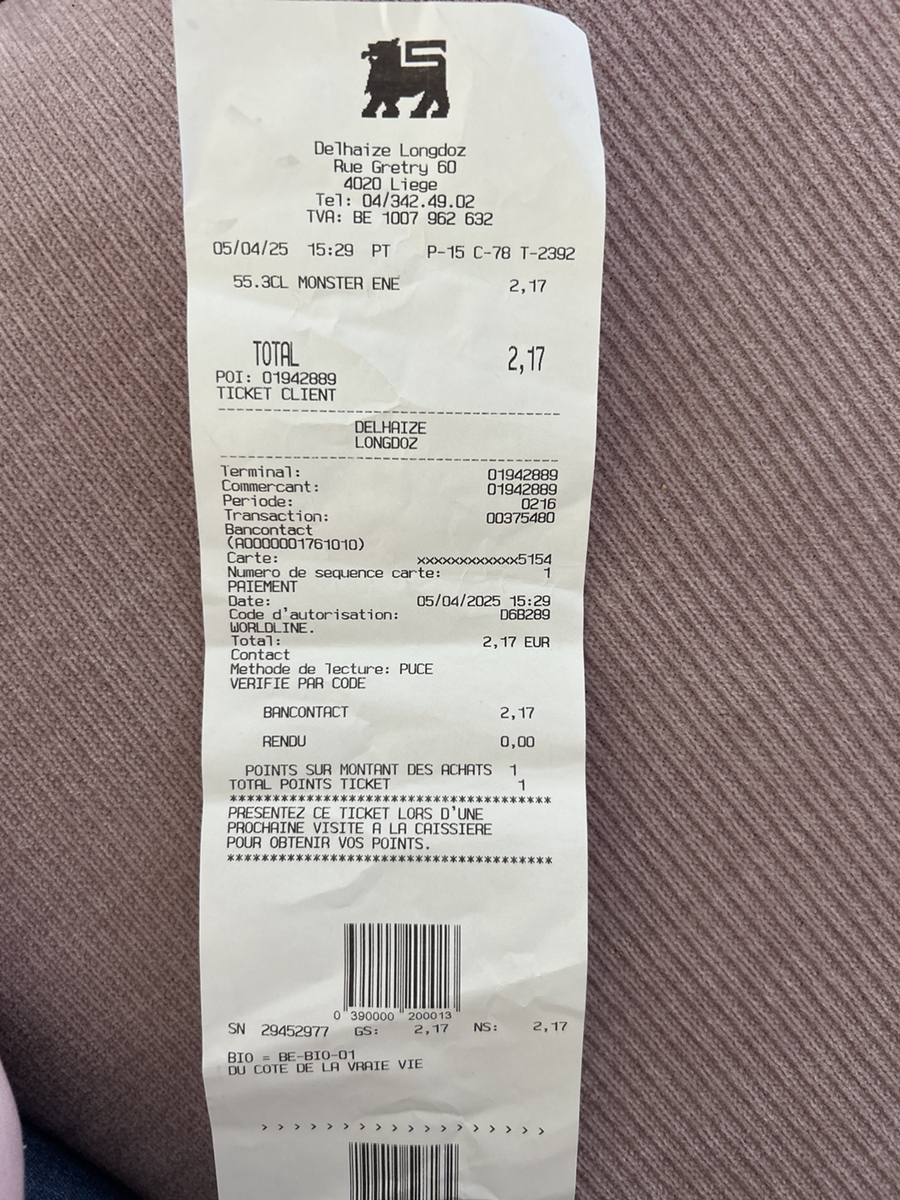 Delhaize Longdoz
Rue Gretry 60
4020 Liege
Tel: 04/342.49.02
TVA: BE 1007 962 632
05/04/25 15:29 PT P-15 C-78 T-2392
55.3CL MONSTER ENE 2,17
TOTAL 2,17
POI: 01942889
TICKET CLIENT
DELHAIZE
LONGDOZ
Terminal: 01942889
Commercant: 01942889
Periode: 0216
Transaction: 00375480
Bancontact
(A0000001761010)
Carte: xxxxxxxxxxxxx5154
Numero de sequence carte: 1
PAIEMENT
Date: 05/04/2025 15:29
Code d'autorisation: D6B289
WORLDLINE.
Total: 2,17 EUR
Contact
Methode de lecture: PUCE
VERIFIE PAR CODE
BANCONTACT 2,17
RENDU 0,00
POINTS SUR MONTANT DES ACHATS 1
TOTAL POINTS TICKET 1
************************************
PRESENTEZ CE TICKET LORS D'UNE
PROCHAINE VISITE A LA CAISSIERE
POUR OBTENIR VOS POINTS.
************************************
0 390000 200013
SN 29452977 GS: 2,17 NS: 2,17
BIO = BE-BIO-01
DU COTE DE LA VRAIE VIE
> > > > > > > > > > > > > > > > > >